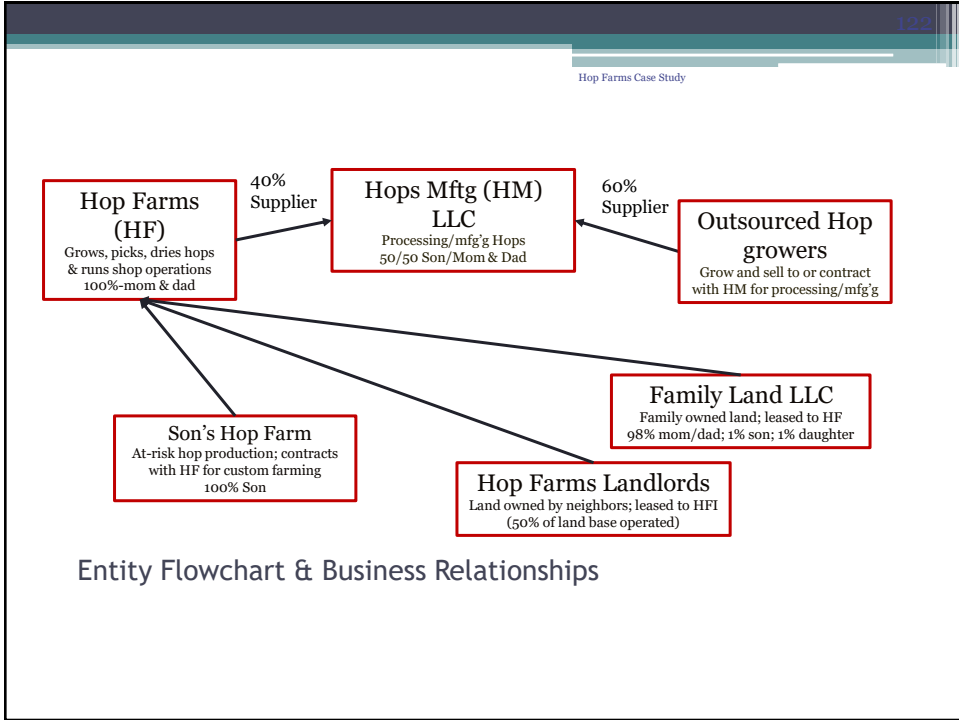 122
Hop Farms Case Study
Hop Farms
(HF)
Grows, picks, dries hops
& runs shop operations
100%-mom & dad
40%
Supplier
Hops Mftg (HM)
LLC
Processing/mfg'g Hops
50/50 Son/Mom & Dad
60%
Supplier
Outsourced Hop
growers
Grow and sell to or contract
with HM for processing/mfg'g
Family Land LLC
Family owned land; leased to HF
98% mom/dad; 1% son; 1% daughter
Son's Hop Farm
At-risk hop production; contracts
with HF for custom farming
100% Son
Hop Farms Landlords
Land owned by neighbors; leased to HFI
(50% of land base operated)
Entity Flowchart & Business Relationships